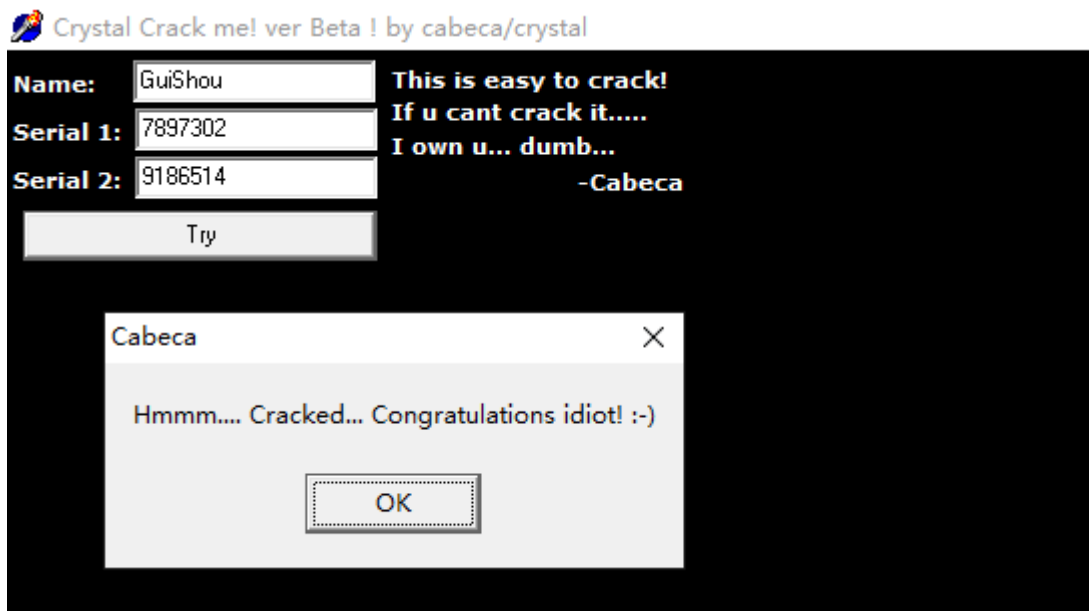 Crystal Crack me! ver Beta ! by cabeca/crystal
Name: GuiShou
Serial 1: 7897302
Serial 2: 9186514
Try
This is easy to crack!
If u cant crack it.....
I own u... dumb...
-Cabeca
Cabeca
Hmmm.... Cracked... Congratulations idiot! :-)
OK